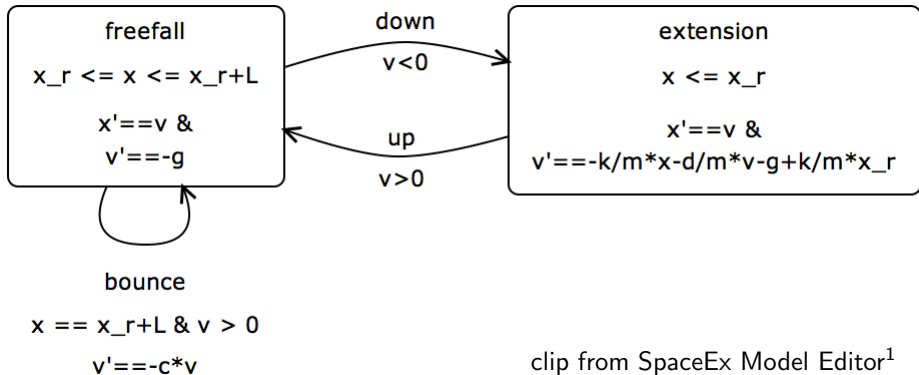 freefall
x_r <= x <= x_r+L
x'==v &
v'==-g
down
v<0
up
v>0
extension
x <= x_r
x'==v &
v'==-k/m*x-d/m*v-g+k/m*x_r
bounce
x == x_r+L & v > 0
v'==-c*v
clip from SpaceEx Model Editor¹